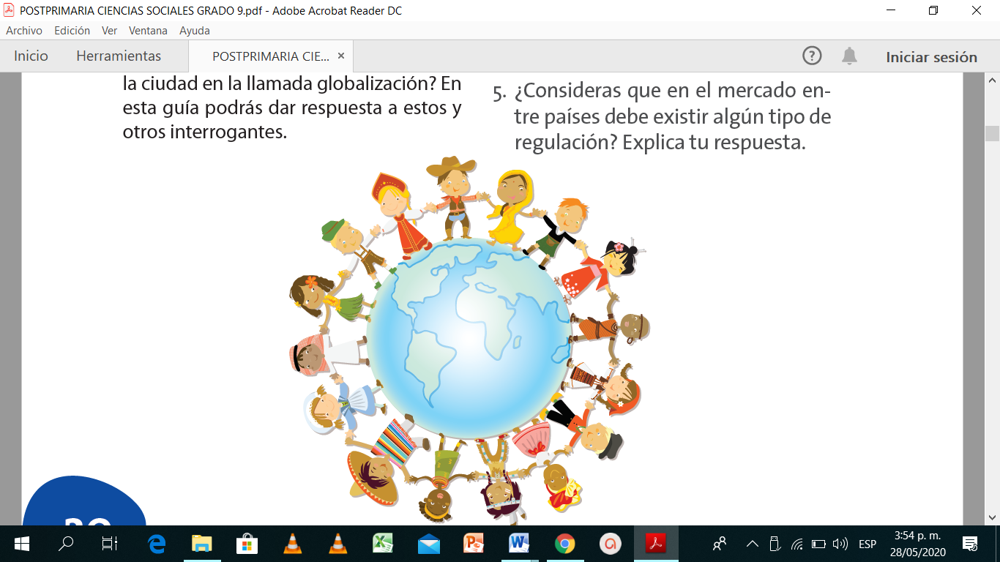 POSTPRIMARIA CIENCIAS SOCIALES GRADO 9.pdf - Adobe Acrobat Reader DC
Archivo Edición Ver Ventana Ayuda
Inicio Herramientas POSTPRIMARIA CIE... Iniciar sesión
la ciudad en la llamada globalización? En
esta guía podrás dar respuesta a estos y
otros interrogantes.
5. ¿Consideras que en el mercado en-
tre países debe existir algún tipo de
regulación? Explica tu respuesta.
ESP
3:54 p. m.
28/05/2020